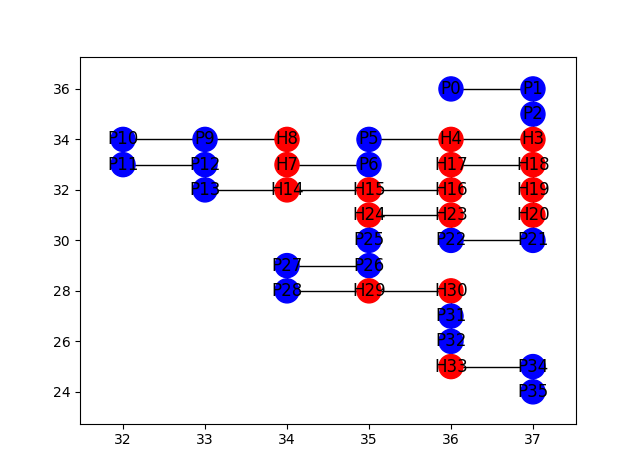 36
P0 P1
P2
34
P10 P9 H8 P5 H4 H3
P11 P12 H7 P6 H17 H18
32
P13 H14 H15 H16 H19
H24 H23 H20
30
P25 P22 P21
P27 P26
28
P28 H29 H30
P31
26
P32
H33 P34
24
P35
32 33 34 35 36 37